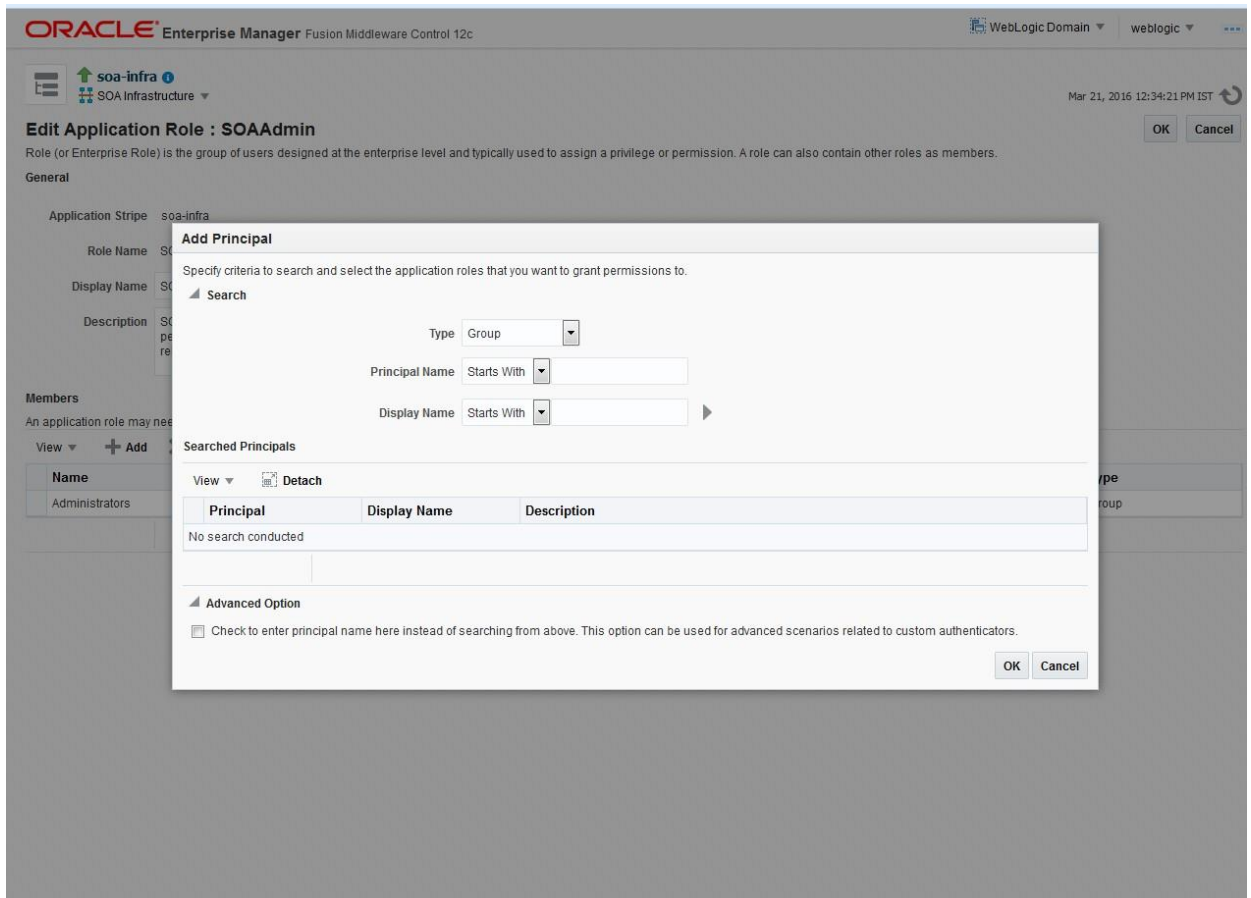 ORACLE Enterprise Manager Fusion Middleware Control 12c
WebLogic Domain weblogic
soa-infra
SOA Infrastructure
Mar 21, 2016 12:34:21 PM IST
Edit Application Role : SOAAdmin
OK Cancel
Role (or Enterprise Role) is the group of users designed at the enterprise level and typically used to assign a privilege or permission. A role can also contain other roles as members.
General
Application Stripe soa-infra
Role Name
Display Name
Description
Members
An application role may
View Add
Name
Administrators
Add Principal
Specify criteria to search and select the application roles that you want to grant permissions to.
Search
Type Group
Principal Name Starts With
Display Name Starts With
Searched Principals
View Detach
Principal Display Name Description
No search conducted
Advanced Option
Check to enter principal name here instead of searching from above. This option can be used for advanced scenarios related to custom authenticators.
OK Cancel